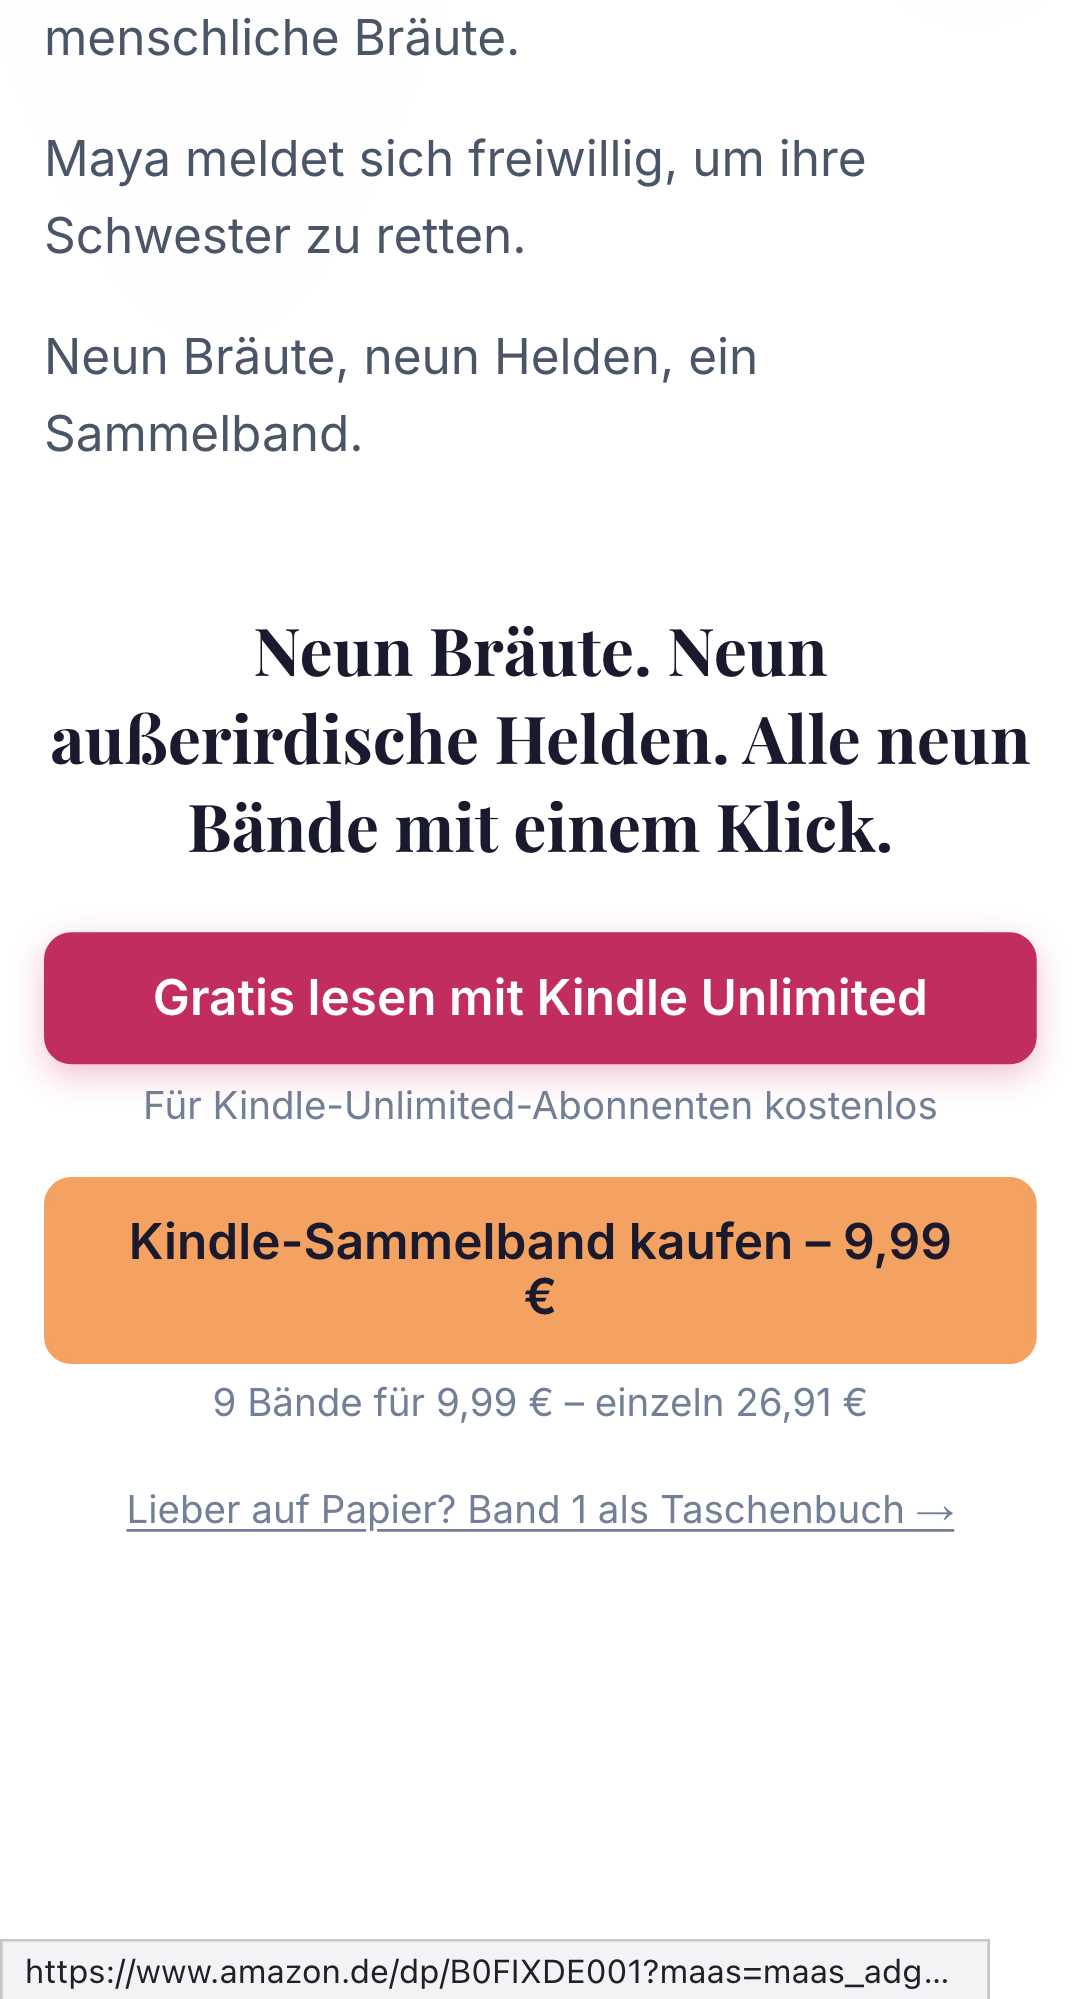 menschliche Bräute.
Maya meldet sich freiwillig, um ihre
Schwester zu retten.
Neun Bräute, neun Helden, ein
Sammelband.
Neun Bräute. Neun
außerirdische Helden. Alle neun
Bände mit einem Klick.
Gratis lesen mit Kindle Unlimited
Für Kindle-Unlimited-Abonnenten kostenlos
Kindle-Sammelband kaufen – 9,99
€
9 Bände für 9,99 € – einzeln 26,91 €
Lieber auf Papier? Band 1 als Taschenbuch →
https://www.amazon.de/dp/B0FIXDE001?maas=maas_adg...